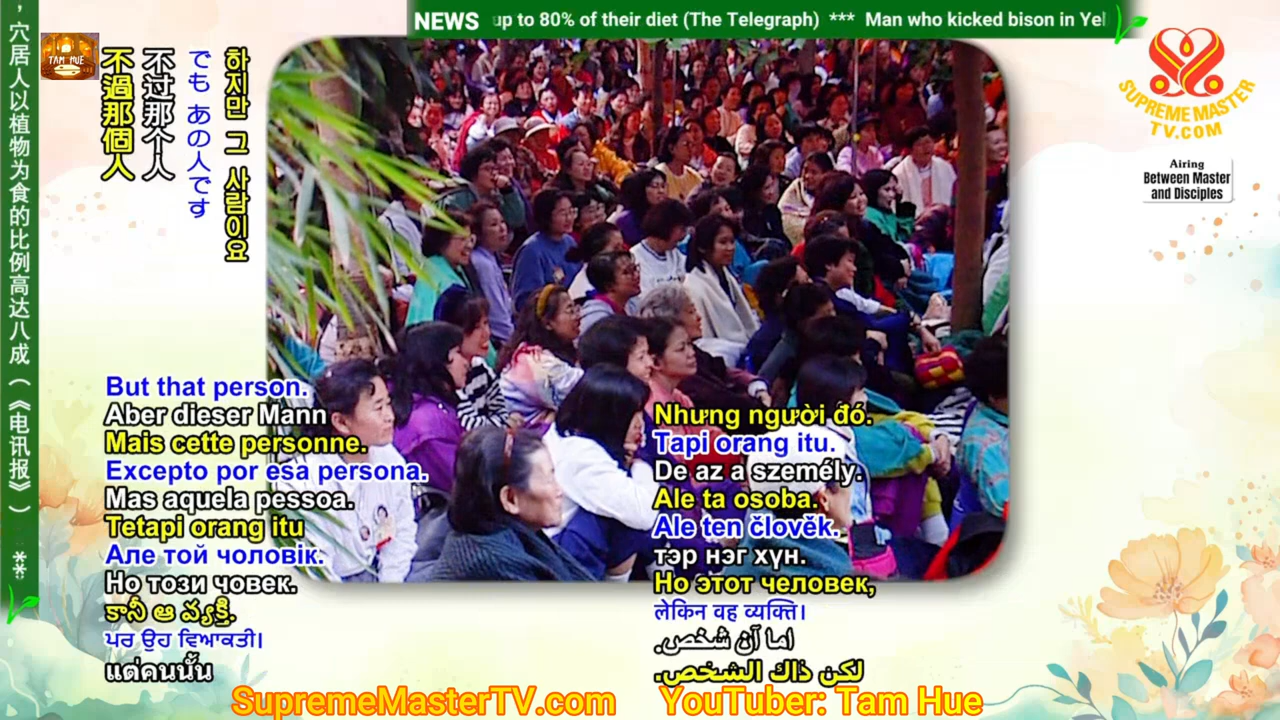 NEWS up to 80% of their diet (The Telegraph) *** Man who kicked bison in Yel
，穴居人以植物为食的比例高达八成（《电讯报》） **
TAM HUE
SUPREME MASTER
TV.COM
Airing
Between Master
and Disciples
하지만 그 사람이요
でも あの人です
不过那个人
不過那個人
But that person.
Aber dieser Mann
Mais cette personne.
Excepto por esa persona.
Mas aquela pessoa.
Tetapi orang itu
Але той чоловік.
Но този човек.
కానీ ఆ వ్యక్తి.
ਪਰ ਉਹ ਵਿਆਕਤੀ।
แต่คนนั้น
Nhưng người đó.
Tapi orang itu.
De az a személy.
Ale ta osoba.
Ale ten člověk.
тэр нэг хүн.
Но этот человек,
लेकिन वह व्यक्ति।
اما آن شخص.
لكن ذاك الشخص.
SupremeMasterTV.com YouTuber: Tam Hue